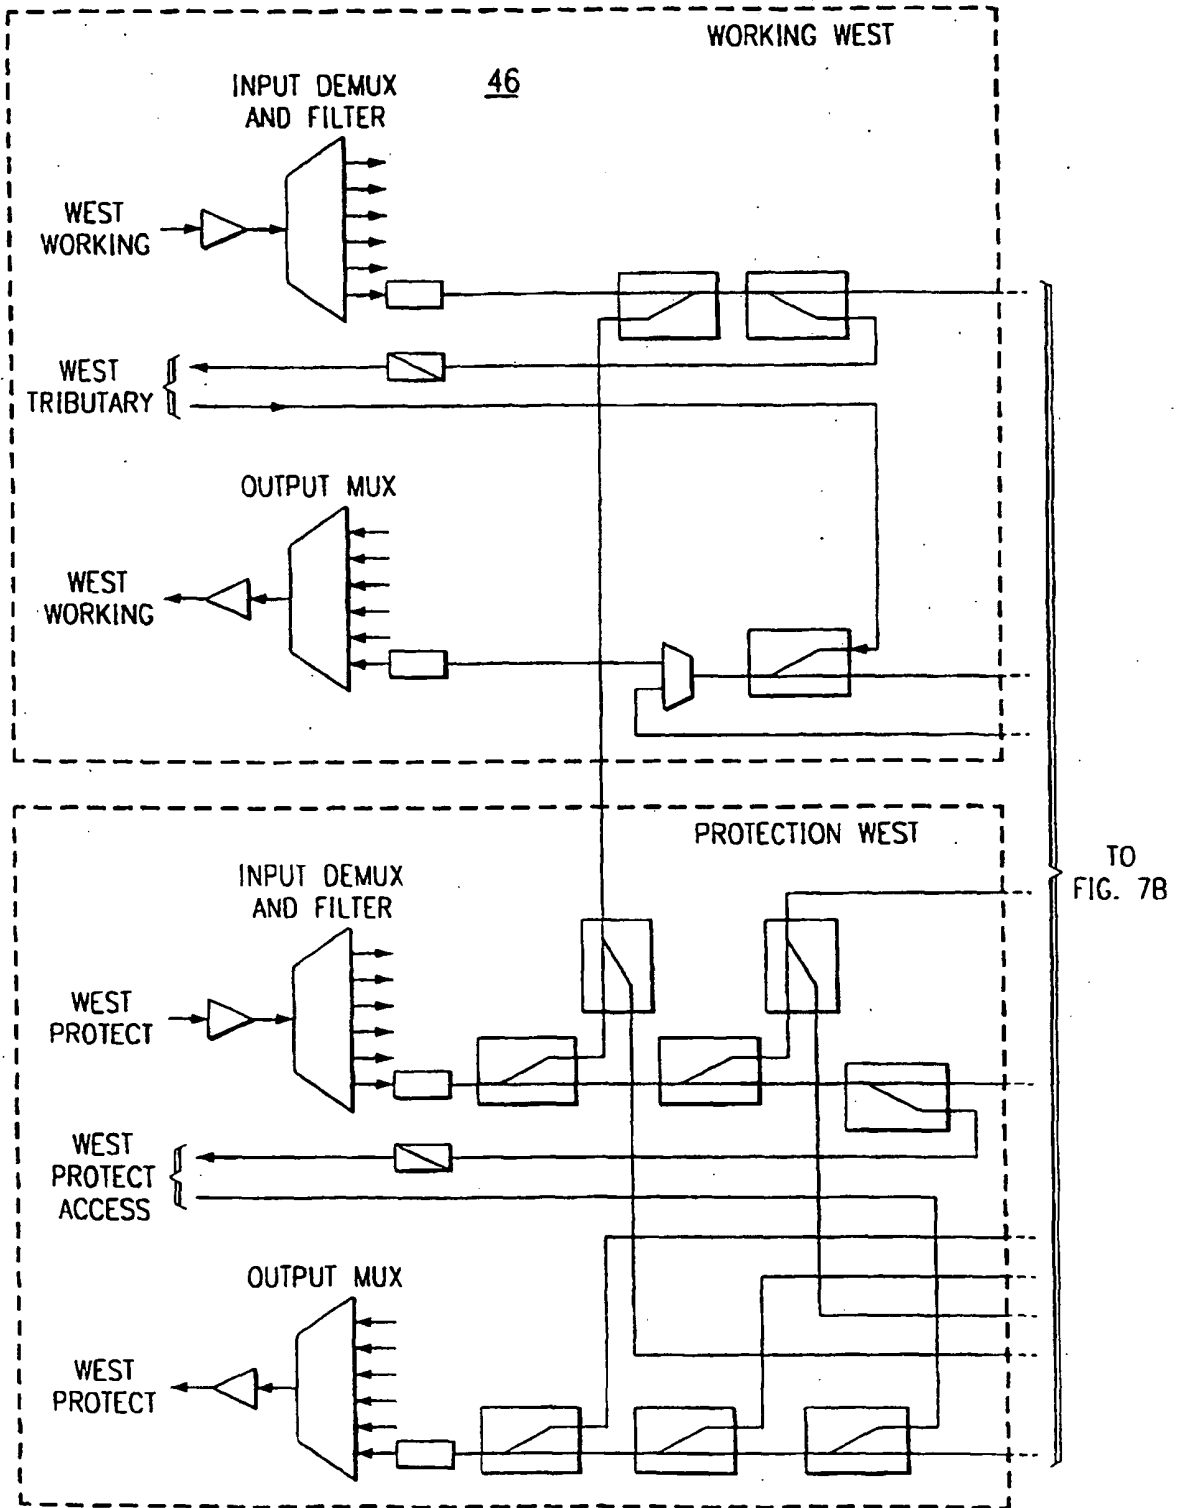 WORKING WEST
46
INPUT DEMUX
AND FILTER
WEST
WORKING
WEST
TRIBUTARY
OUTPUT MUX
WEST
WORKING
PROTECTION WEST
TO
FIG. 7B
INPUT DEMUX
AND FILTER
WEST
PROTECT
WEST
PROTECT
ACCESS
OUTPUT MUX
WEST
PROTECT